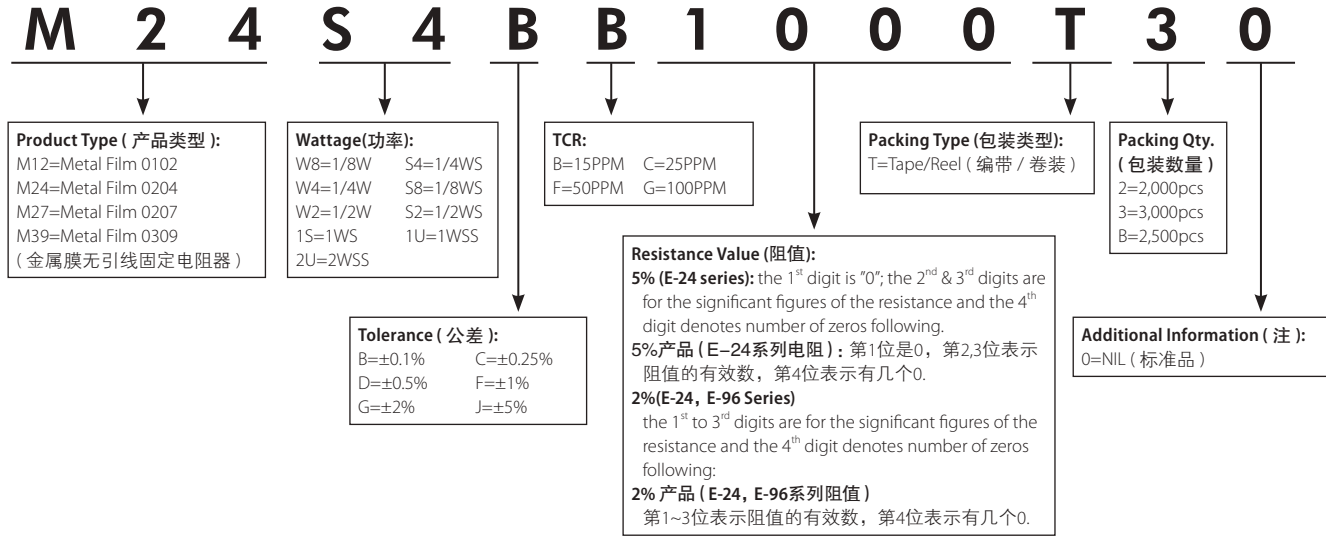 M 2 4 S 4 B B 1 0 0 0 T 3 0
Product Type ( 产品类型 ):
M12=Metal Film 0102
M24=Metal Film 0204
M27=Metal Film 0207
M39=Metal Film 0309
( 金属膜无引线固定电阻器 )
Wattage(功率):
W8=1/8W S4=1/4WS
W4=1/4W S8=1/8WS
W2=1/2W S2=1/2WS
1S=1WS 1U=1WSS
2U=2WSS
Tolerance ( 公差 ):
B=±0.1% C=±0.25%
D=±0.5% F=±1%
G=±2% J=±5%
TCR:
B=15PPM C=25PPM
F=50PPM G=100PPM
Resistance Value (阻值):
5% (E-24 series): the 1st digit is "0"; the 2nd & 3rd digits are
for the significant figures of the resistance and the 4th
digit denotes number of zeros following.
5%产品 ( E–24系列电阻 ) : 第1位是0，第2,3位表示
阻值的有效数，第4位表示有几个0.
2%(E-24, E-96 Series)
the 1st to 3rd digits are for the significant figures of the
resistance and the 4th digit denotes number of zeros
following:
2% 产品 ( E-24, E-96系列阻值 )
第1~3位表示阻值的有效数，第4位表示有几个0.
Packing Type (包装类型):
T=Tape/Reel ( 编带 / 卷装 )
Packing Qty.
( 包装数量 )
2=2,000pcs
3=3,000pcs
B=2,500pcs
Additional Information ( 注 ):
0=NIL ( 标准品 )